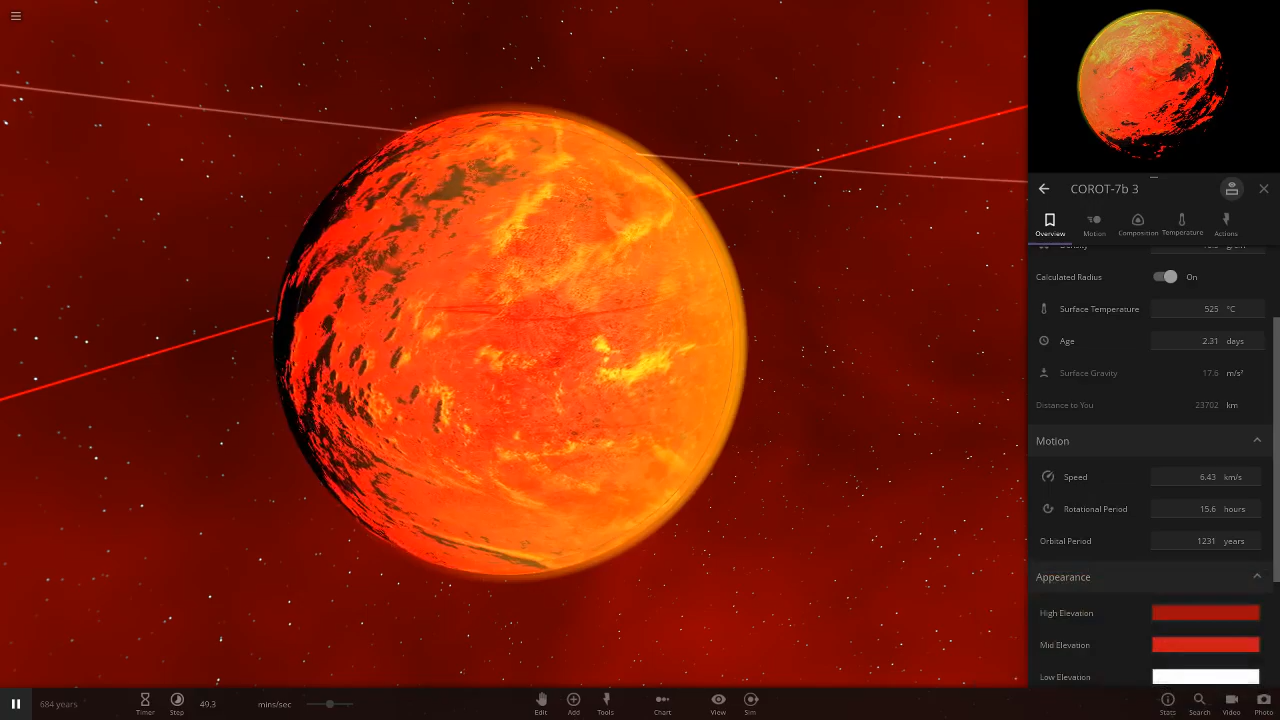 COROT-7b 3
Overview
Motion
Composition
Temperature
Actions
Density
Calculated Radius On
Surface Temperature 525 °C
Age 2.31 days
Surface Gravity 17.6 m/s²
Distance to You 23702 km
Motion
Speed 6.43 km/s
Rotational Period 15.6 hours
Orbital Period 1231 years
Appearance
High Elevation
Mid Elevation
Low Elevation
684 years
Timer
Step
49.3 mins/sec
Edit
Add
Tools
Chart
View
Sim
Stats
Search
Video
Photo